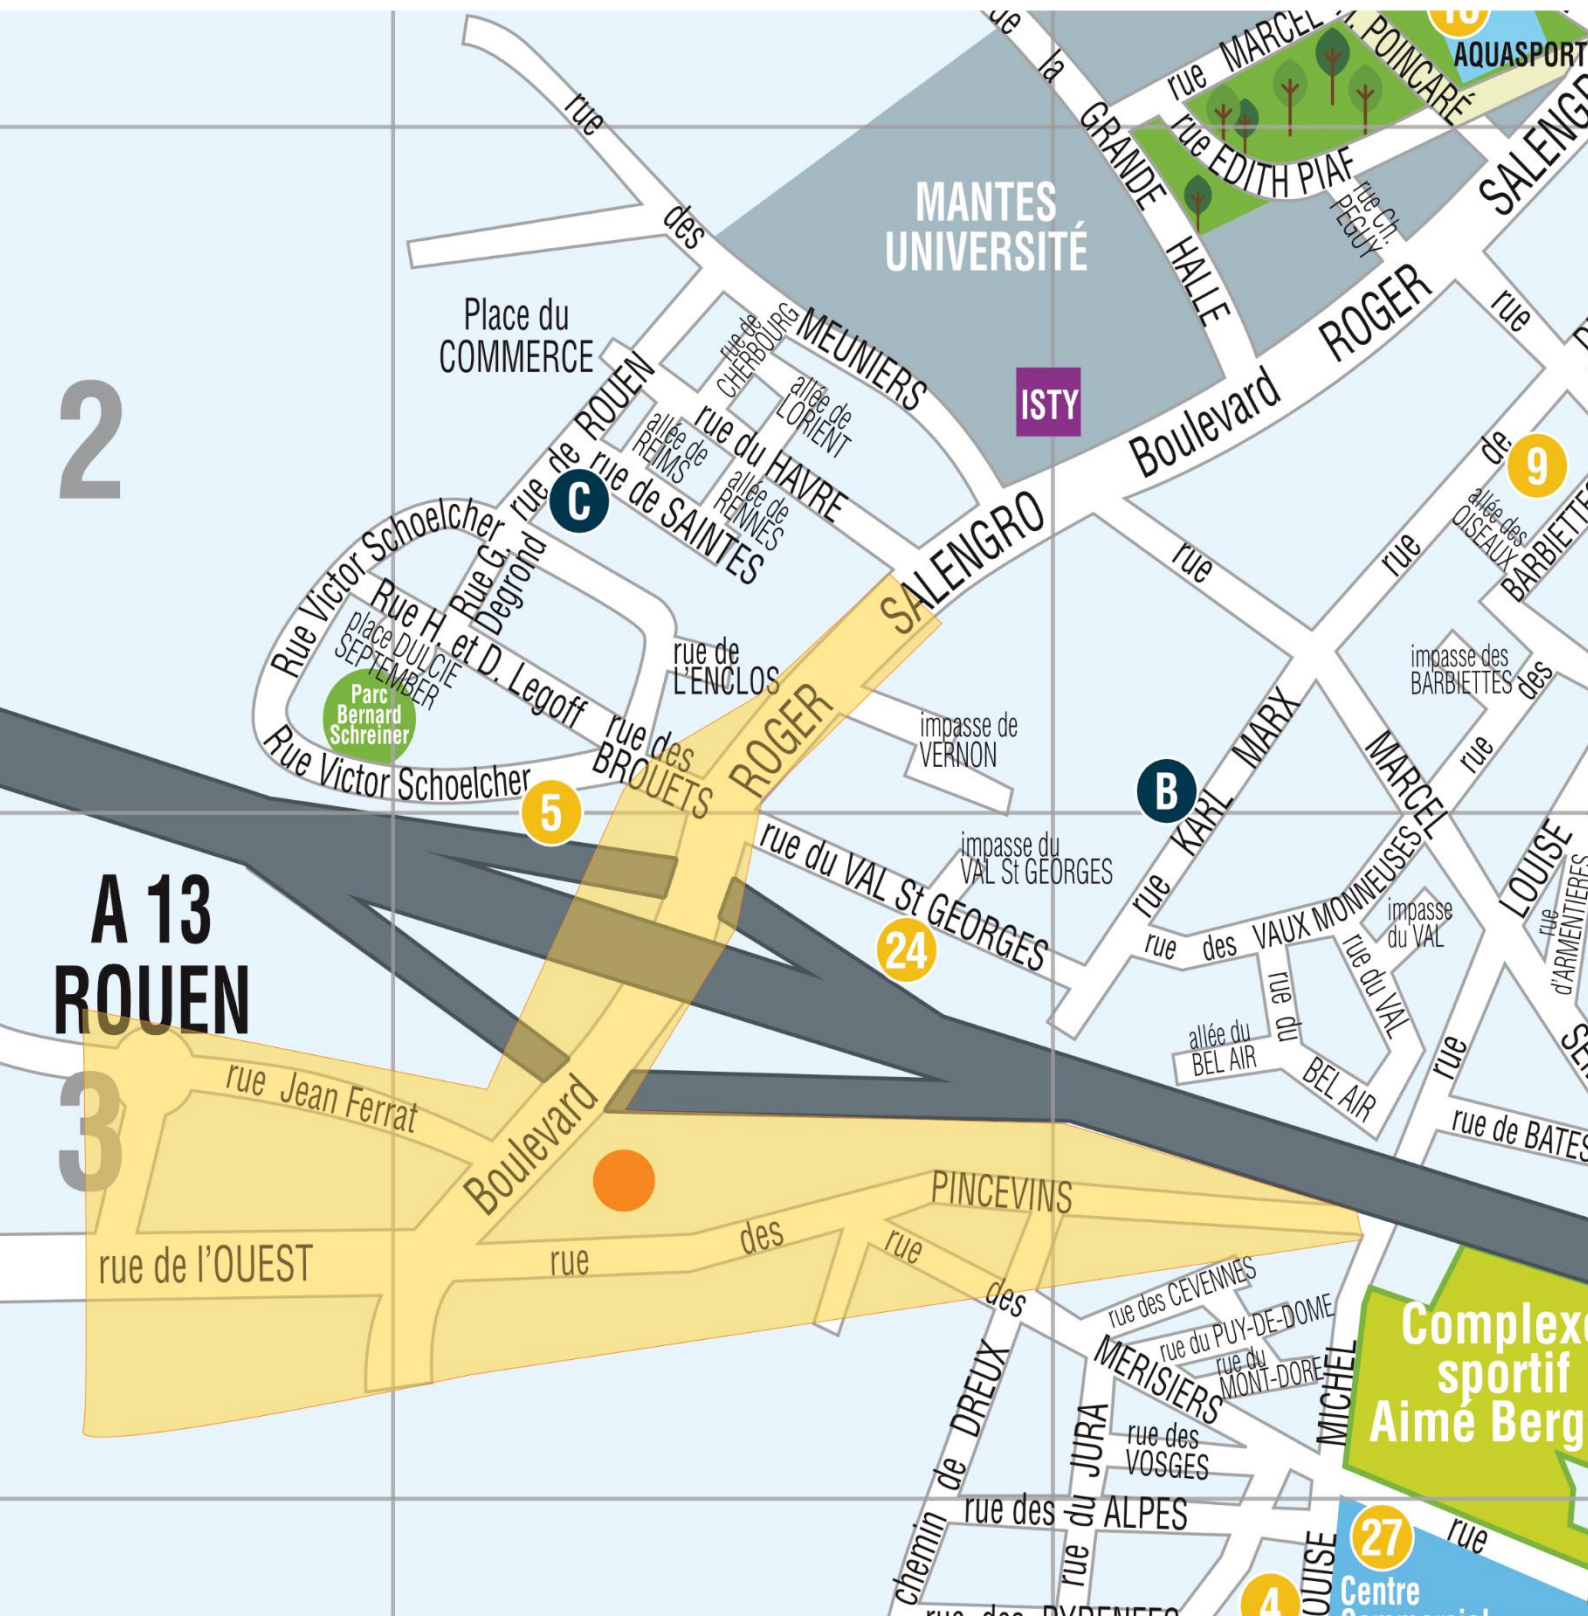 rue
de
la
GRANDE
HALLE
rue MARCEL
R. POINCARÉ
AQUASPORT
rue EDITH PIAF
rue Ch.
PEGUY
SALENGRO
des
MANTES
UNIVERSITÉ
ISTY
Place du
COMMERCE
MEUNIERS
rue de
CHERBOURG
allée de
LORIENT
rue du HAVRE
allée de
REIMS
allée de
RENNES
rue de SAINTES
rue de ROUEN
C
2
Boulevard ROGER
SALENGRO
rue
rue de
9
allée des
OISEAUX
BARBIETTES
rue
Rue Victor Schoelcher
Rue G.
Degrond
Rue H. et D. Legoff
place DULCIE
SEPTEMBER
Parc
Bernard
Schreiner
Rue Victor Schoelcher
rue de
L'ENCLOS
rue des
BROUETS
ROGER
5
impasse de
VERNON
impasse des
BARBIETTES
rue des
B
rue KARL MARX
MARCEL
rue du VAL St GEORGES
impasse du
VAL St GEORGES
24
rue des VAUX MONNEUSES
impasse
du VAL
rue du VAL
rue du
BEL AIR
allée du
BEL AIR
LOUISE
rue
d'ARMENTIERES
rue
rue de BATES
A 13
ROUEN
3
rue Jean Ferrat
Boulevard
rue de l'OUEST
rue des PINCEVINS
rue des
MERISIERS
rue des CEVENNES
rue du PUY-DE-DOME
rue du
MONT-DORE
MICHEL
Complexe
sportif
Aimé Berg
chemin de DREUX
rue du JURA
rue des
VOSGES
rue des ALPES
rue des PYRENEES
27
rue
Centre
4